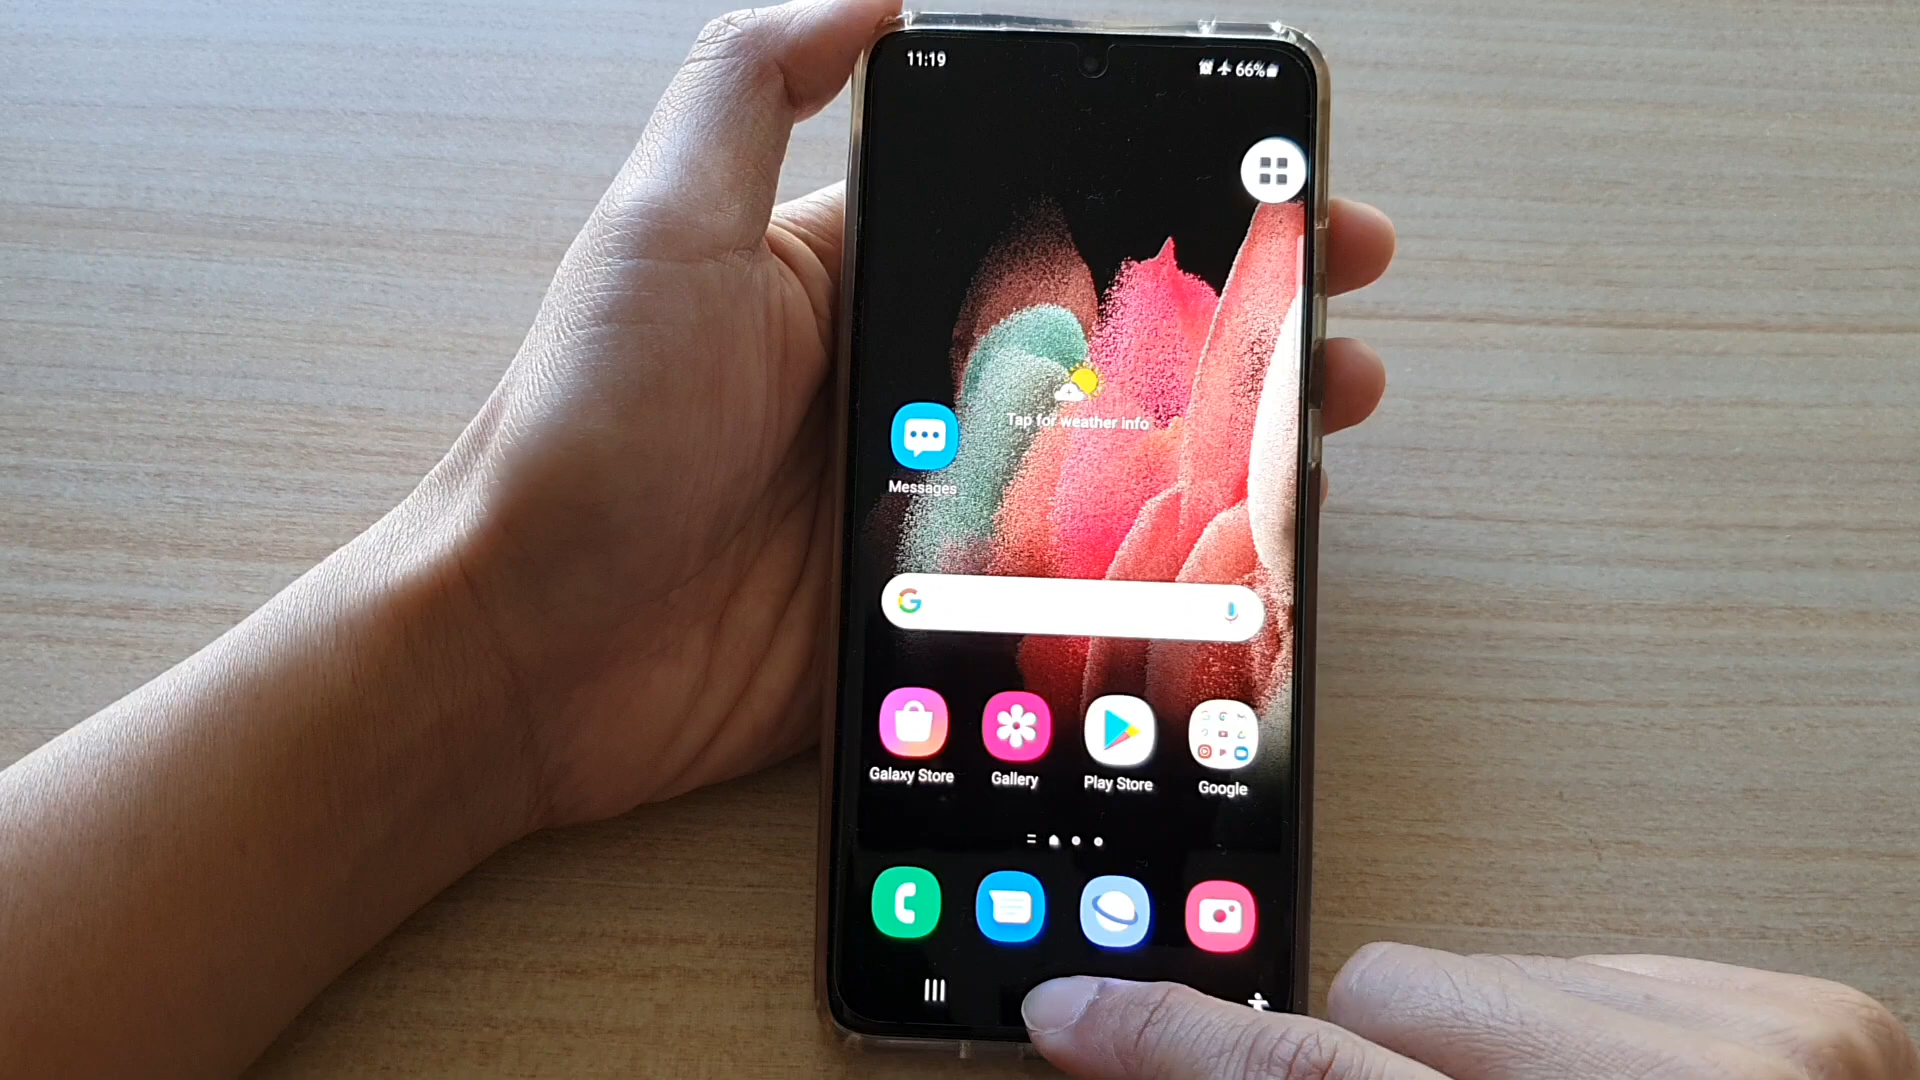 11:19
66%
Tap for weather info
Messages
G
Galaxy Store
Gallery
Play Store
Google